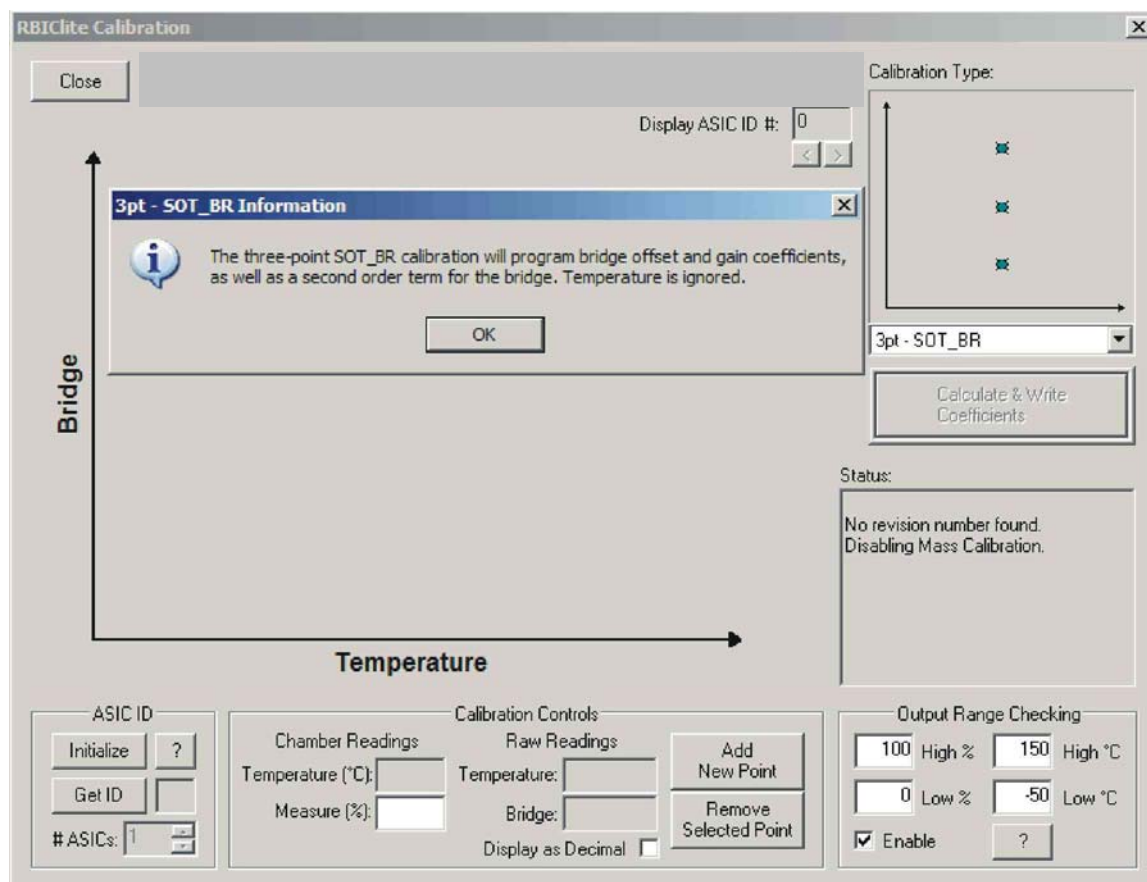 RBIClite Calibration
Close
Display ASIC ID #: 0
< >
Calibration Type:
3pt - SOT_BR Information
The three-point SOT_BR calibration will program bridge offset and gain coefficients,
as well as a second order term for the bridge. Temperature is ignored.
OK
3pt - SOT_BR
Calculate & Write
Coefficients
Bridge
Temperature
Status:
No revision number found.
Disabling Mass Calibration.
ASIC ID
Initialize ?
Get ID
# ASICs: 1
Calibration Controls
Chamber Readings
Temperature (°C):
Measure (%):
Raw Readings
Temperature:
Bridge:
Display as Decimal
Add
New Point
Remove
Selected Point
Output Range Checking
100 High % 150 High °C
0 Low % -50 Low °C
Enable ?